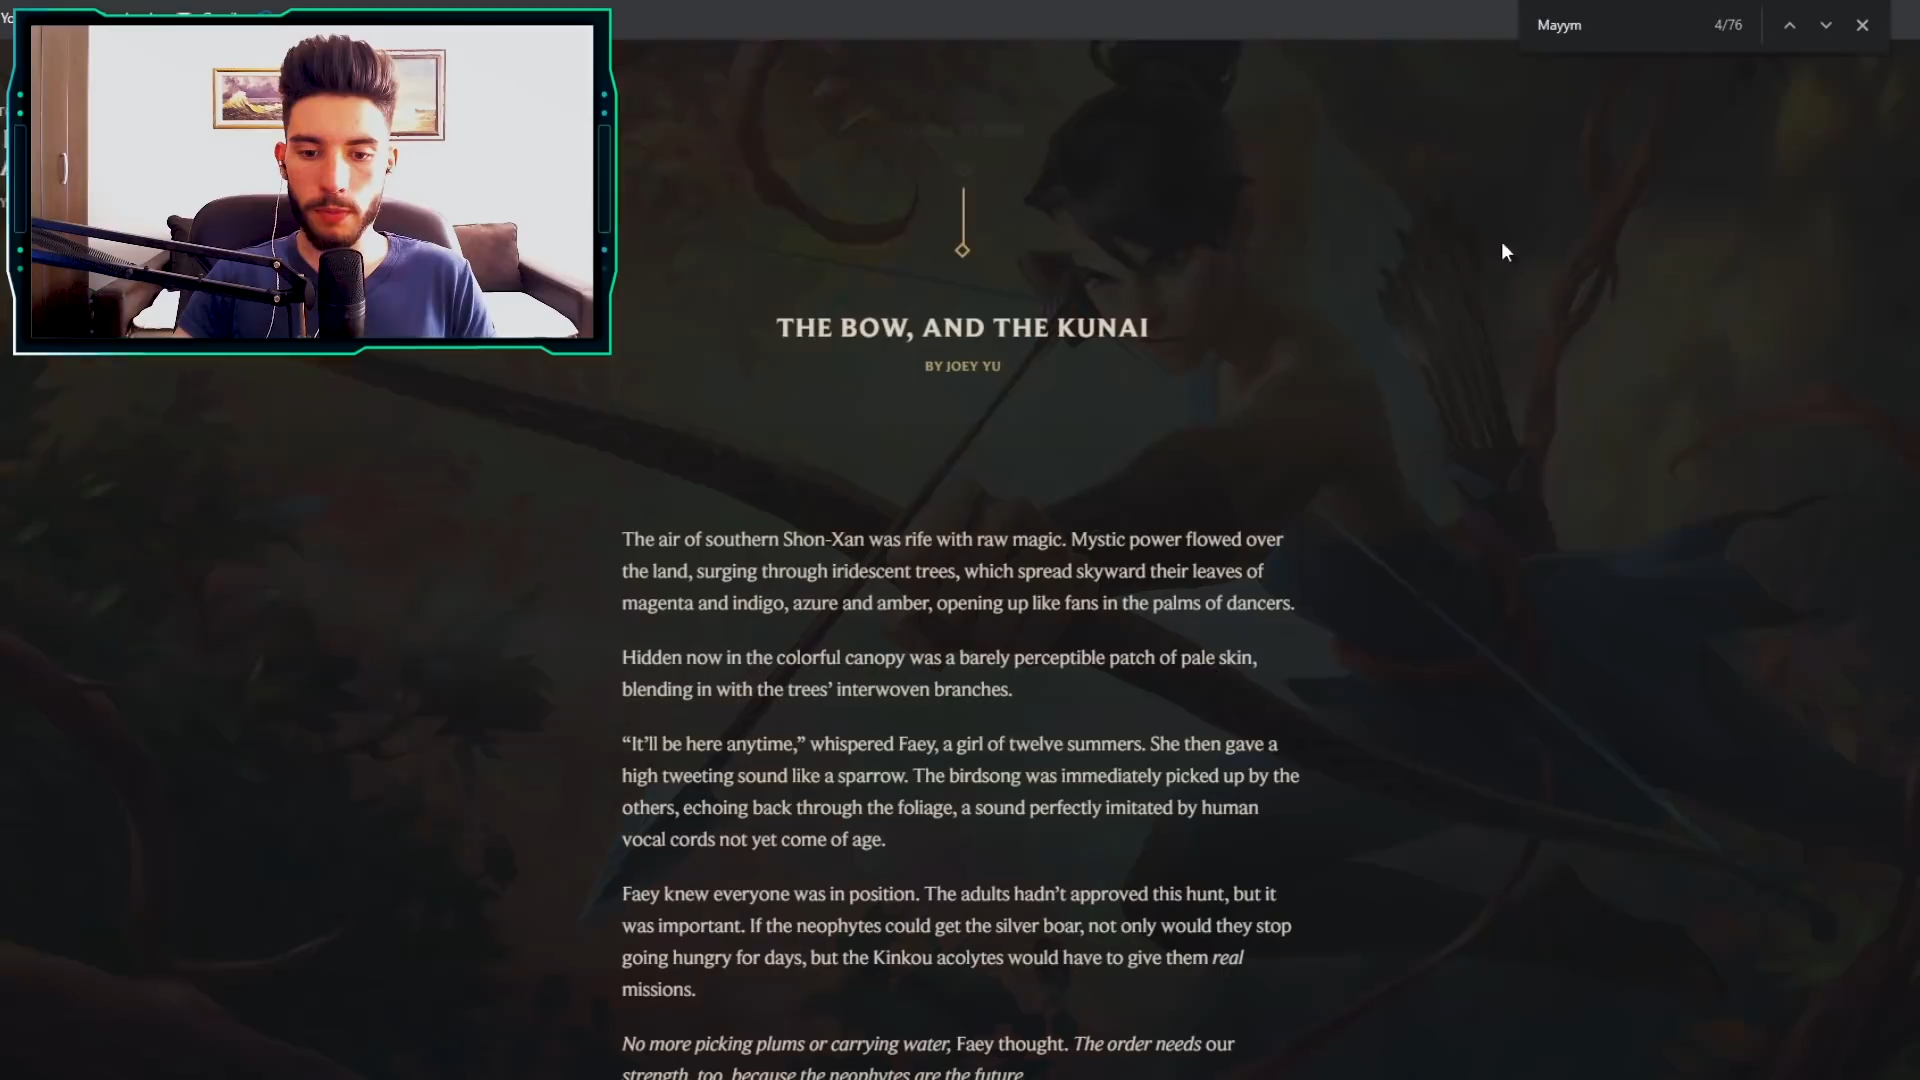 Mayym
4/76
THE BOW, AND THE KUNAI
BY JOEY YU
The air of southern Shon-Xan was rife with raw magic. Mystic power flowed over
the land, surging through iridescent trees, which spread skyward their leaves of
magenta and indigo, azure and amber, opening up like fans in the palms of dancers.
Hidden now in the colorful canopy was a barely perceptible patch of pale skin,
blending in with the trees’ interwoven branches.
“It’ll be here anytime,” whispered Faey, a girl of twelve summers. She then gave a
high tweeting sound like a sparrow. The birdsong was immediately picked up by the
others, echoing back through the foliage, a sound perfectly imitated by human
vocal cords not yet come of age.
Faey knew everyone was in position. The adults hadn’t approved this hunt, but it
was important. If the neophytes could get the silver boar, not only would they stop
going hungry for days, but the Kinkou acolytes would have to give them real
missions.
No more picking plums or carrying water, Faey thought. The order needs our
strength, too, because the neophytes are the future.